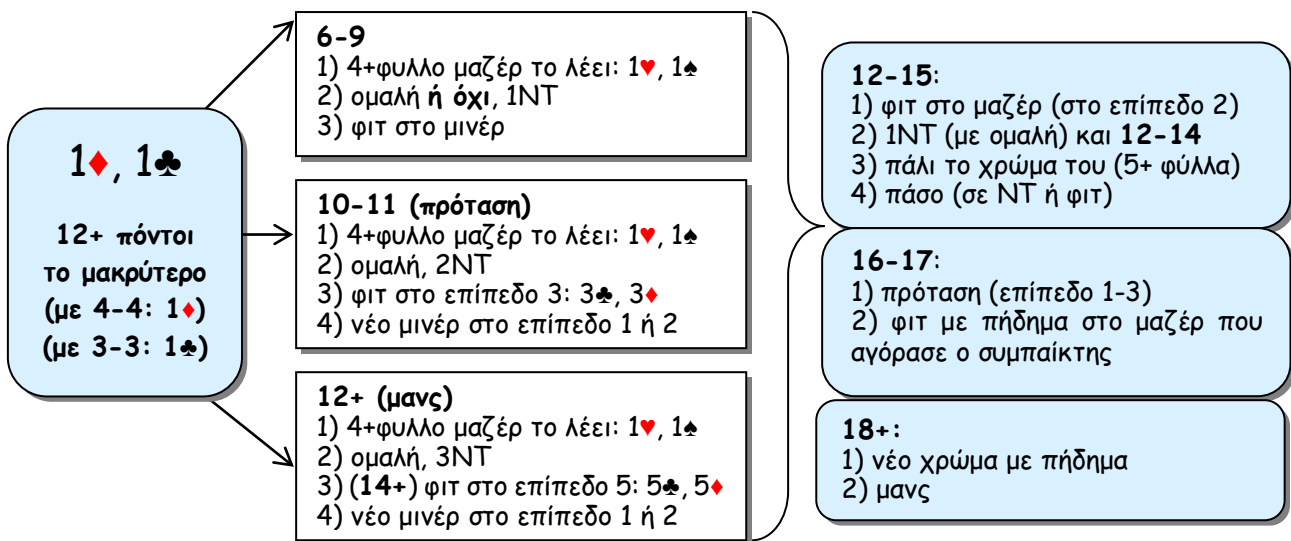 1♦, 1♣
12+ πόντοι
το μακρύτερο
(με 4-4: 1♦)
(με 3-3: 1♣)
6-9
1) 4+φυλλο μαζέρ το λέει: 1♥, 1♠
2) ομαλή ή όχι, 1NT
3) φιτ στο μινέρ
10-11 (πρόταση)
1) 4+φυλλο μαζέρ το λέει: 1♥, 1♠
2) ομαλή, 2NT
3) φιτ στο επίπεδο 3: 3♣, 3♦
4) νέο μινέρ στο επίπεδο 1 ή 2
12+ (μανς)
1) 4+φυλλο μαζέρ το λέει: 1♥, 1♠
2) ομαλή, 3NT
3) (14+) φιτ στο επίπεδο 5: 5♣, 5♦
4) νέο μινέρ στο επίπεδο 1 ή 2
12-15:
1) φιτ στο μαζέρ (στο επίπεδο 2)
2) 1NT (με ομαλή) και 12-14
3) πάλι το χρώμα του (5+ φύλλα)
4) πάσο (σε NT ή φιτ)
16-17:
1) πρόταση (επίπεδο 1-3)
2) φιτ με πήδημα στο μαζέρ που
αγόρασε ο συμπαίκτης
18+:
1) νέο χρώμα με πήδημα
2) μανς